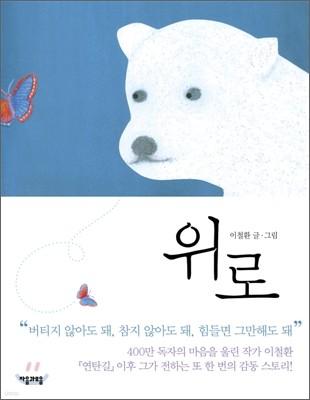 이철환 글·그림
위로
“버티지 않아도 돼, 참지 않아도 돼, 힘들면 그만해도 돼”
400만 독자의 마음을 울린 작가 이철환
『연탄길』 이후 그가 전하는 또 한 번의 감동 스토리!
자음과모음